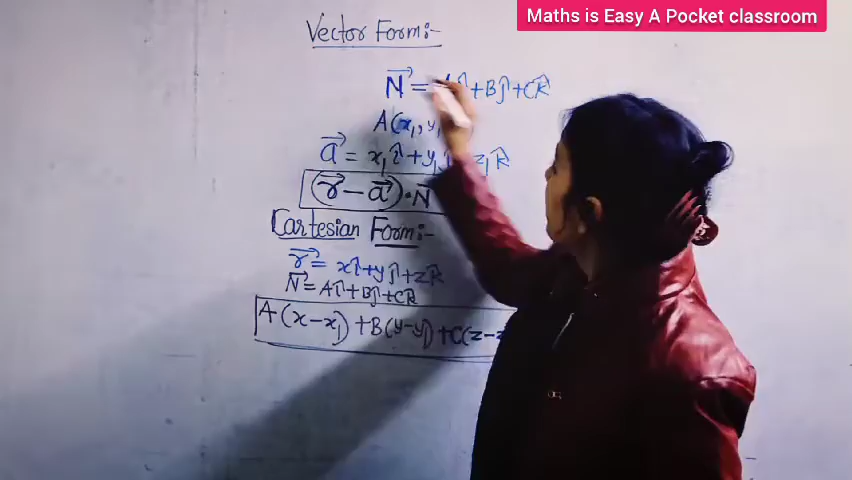 Maths is Easy A Pocket classroom
Vector Form:-
N⃗ = Aî+Bĵ+Ck̂
A(x₁, y₁
a⃗ = x₁î+y₁ĵ z₁k̂
(r⃗ - a⃗)·N⃗
Cartesian Form:-
r⃗ = xî+yĵ+zk̂
N⃗ = Aî+Bĵ+Ck̂
A(x-x₁)+B(y-y₁)+C(z-z